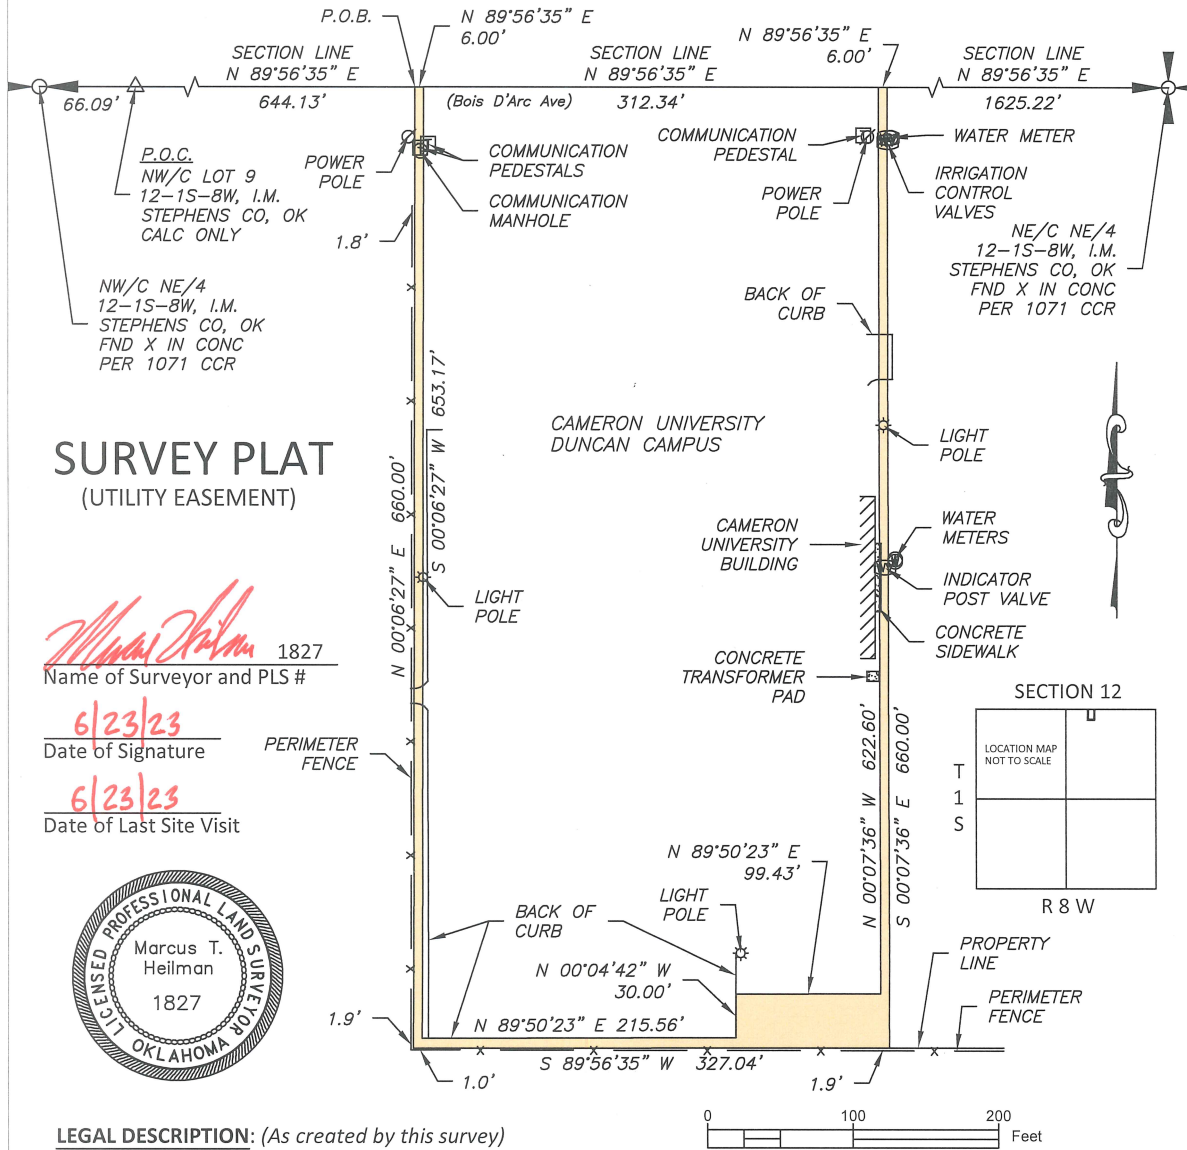 P.O.B.
N 89°56'35" E
6.00'
N 89°56'35" E
6.00'
SECTION LINE
N 89°56'35" E
644.13'
66.09'
SECTION LINE
N 89°56'35" E
(Bois D'Arc Ave)
312.34'
SECTION LINE
N 89°56'35" E
1625.22'
P.O.C.
NW/C LOT 9
12-1S-8W, I.M.
STEPHENS CO, OK
CALC ONLY
POWER
POLE
COMMUNICATION
PEDESTALS
COMMUNICATION
MANHOLE
COMMUNICATION
PEDESTAL
POWER
POLE
WATER METER
IRRIGATION
CONTROL
VALVES
1.8'
NE/C NE/4
12-1S-8W, I.M.
STEPHENS CO, OK
FND X IN CONC
PER 1071 CCR
NW/C NE/4
12-1S-8W, I.M.
STEPHENS CO, OK
FND X IN CONC
PER 1071 CCR
BACK OF
CURB
S 00°06'27" W 653.17'
N 00°06'27" E 660.00'
CAMERON UNIVERSITY
DUNCAN CAMPUS
LIGHT
POLE
SURVEY PLAT
(UTILITY EASEMENT)
CAMERON
UNIVERSITY
BUILDING
WATER
METERS
INDICATOR
POST VALVE
LIGHT
POLE
CONCRETE
SIDEWALK
CONCRETE
TRANSFORMER
PAD
1827
Name of Surveyor and PLS #
6/23/23
Date of Signature
6/23/23
Date of Last Site Visit
PERIMETER
FENCE
N 00°07'36" W 622.60'
S 00°07'36" E 660.00'
SECTION 12
LOCATION MAP
NOT TO SCALE
T
1
S
R 8 W
N 89°50'23" E
99.43'
LIGHT
POLE
BACK OF
CURB
N 00°04'42" W
30.00'
N 89°50'23" E 215.56'
PROPERTY
LINE
PERIMETER
FENCE
LICENSED PROFESSIONAL LAND SURVEYOR
Marcus T.
Heilman
1827
OKLAHOMA
1.9'
S 89°56'35" W 327.04'
1.0'
1.9'
0 100 200
Feet
LEGAL DESCRIPTION: (As created by this survey)